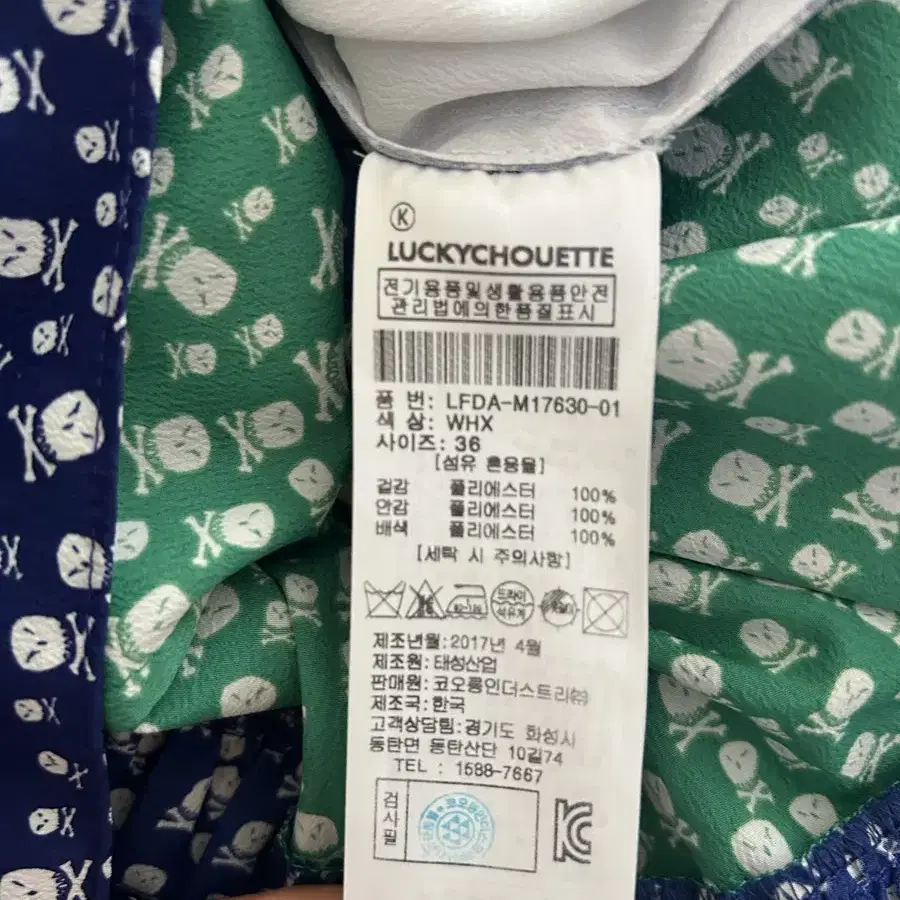 K
LUCKYCHOUETTE
전기용품및생활용품안전
관리법에의한품질표시
품 번: LFDA-M17630-01
색 상: WHX
사이즈: 36
[섬유 혼용율]
겉감 폴리에스터 100%
안감 폴리에스터 100%
배색 폴리에스터 100%
[세탁 시 주의사항]
드라이
석유계
제조년월:2017년 4월
제조원:태성산업
판매원:코오롱인더스트리㈜
제조국:한국
고객상담팀:경기도 화성시
동탄면 동탄산단 10길74
TEL : 1588-7667
검사필